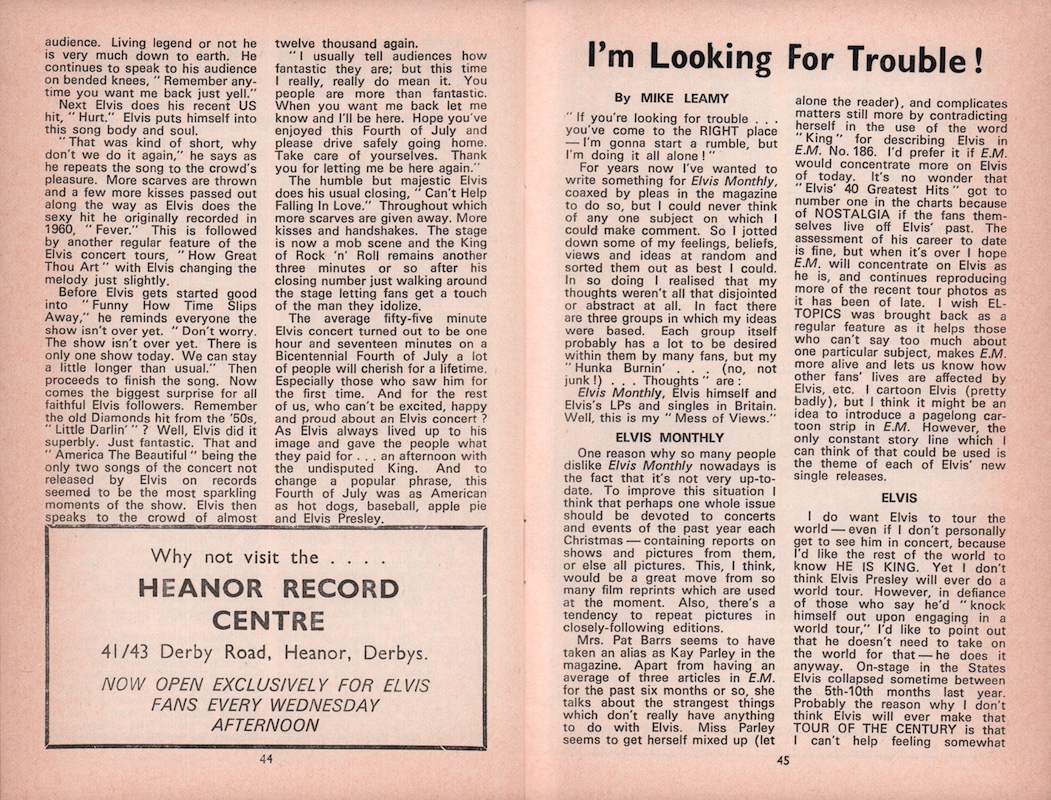 audience. Living legend or not he
is very much down to earth. He
continues to speak to his audience
on bended knees, "Remember any-
time you want me back just yell."
Next Elvis does his recent US
hit, "Hurt." Elvis puts himself into
this song body and soul.
"That was kind of short, why
don't we do it again," he says as
he repeats the song to the crowd's
pleasure. More scarves are thrown
and a few more kisses passed out
along the way as Elvis does the
sexy hit he originally recorded in
1960, "Fever." This is followed
by another regular feature of the
Elvis concert tours, "How Great
Thou Art" with Elvis changing the
melody just slightly.
Before Elvis gets started good
into "Funny How Time Slips
Away," he reminds everyone the
show isn't over yet. "Don't worry.
The show isn't over yet. There is
only one show today. We can stay
a little longer than usual." Then
proceeds to finish the song. Now
comes the biggest surprise for all
faithful Elvis followers. Remember
the old Diamonds hit from the '50s,
"Little Darlin'"? Well, Elvis did it
superbly. Just fantastic. That and
"America The Beautiful" being the
only two songs of the concert not
released by Elvis on records
seemed to be the most sparkling
moments of the show. Elvis then
speaks to the crowd of almost
twelve thousand again.
"I usually tell audiences how
fantastic they are; but this time
I really, really do mean it. You
people are more than fantastic.
When you want me back let me
know and I'll be here. Hope you've
enjoyed this Fourth of July and
please drive safely going home.
Take care of yourselves. Thank
you for letting me be here again."
The humble but majestic Elvis
does his usual closing, "Can't Help
Falling In Love." Throughout which
more scarves are given away. More
kisses and handshakes. The stage
is now a mob scene and the King
of Rock 'n' Roll remains another
three minutes or so after his
closing number just walking around
the stage letting fans get a touch
of the man they idolize.
The average fifty-five minute
Elvis concert turned out to be one
hour and seventeen minutes on a
Bicentennial Fourth of July a lot
of people will cherish for a lifetime.
Especially those who saw him for
the first time. And for the rest
of us, who can't be excited, happy
and proud about an Elvis concert?
As Elvis always lived up to his
image and gave the people what
they paid for . . . an afternoon with
the undisputed King. And to
change a popular phrase, this
Fourth of July was as American
as hot dogs, baseball, apple pie
and Elvis Presley.
Why not visit the . . . .
HEANOR RECORD
CENTRE
41/43 Derby Road, Heanor, Derbys.
NOW OPEN EXCLUSIVELY FOR ELVIS
FANS EVERY WEDNESDAY
AFTERNOON
44
I'm Looking For Trouble!
By MIKE LEAMY
"If you're looking for trouble . . .
you've come to the RIGHT place
— I'm gonna start a rumble, but
I'm doing it all alone!"
For years now I've wanted to
write something for Elvis Monthly,
coaxed by pleas in the magazine
to do so, but I could never think
of any one subject on which I
could make comment. So I jotted
down some of my feelings, beliefs,
views and ideas at random and
sorted them out as best I could.
In so doing I realised that my
thoughts weren't all that disjointed
or abstract at all. In fact there
are three groups in which my ideas
were based. Each group itself
probably has a lot to be desired
within them by many fans, but my
"Hunka Burnin' . . . (no, not
junk!) . . . Thoughts" are:
Elvis Monthly, Elvis himself and
Elvis's LPs and singles in Britain.
Well, this is my "Mess of Views."
ELVIS MONTHLY
One reason why so many people
dislike Elvis Monthly nowadays is
the fact that it's not very up-to-
date. To improve this situation I
think that perhaps one whole issue
should be devoted to concerts
and events of the past year each
Christmas — containing reports on
shows and pictures from them,
or else all pictures. This, I think,
would be a great move from so
many film reprints which are used
at the moment. Also, there's a
tendency to repeat pictures in
closely-following editions.
Mrs. Pat Barrs seems to have
taken an alias as Kay Parley in the
magazine. Apart from having an
average of three articles in E.M.
for the past six months or so, she
talks about the strangest things
which don't really have anything
to do with Elvis. Miss Parley
seems to get herself mixed up (let
alone the reader), and complicates
matters still more by contradicting
herself in the use of the word
"King" for describing Elvis in
E.M. No. 186. I'd prefer it if E.M.
would concentrate more on Elvis
of today. It's no wonder that
"Elvis' 40 Greatest Hits" got to
number one in the charts because
of NOSTALGIA if the fans them-
selves live off Elvis' past. The
assessment of his career to date
is fine, but when it's over I hope
E.M. will concentrate on Elvis as
he is, and continues reproducing
more of the recent tour photos as
it has been of late. I wish EL-
TOPICS was brought back as a
regular feature as it helps those
who can't say too much about
one particular subject, makes E.M.
more alive and lets us know how
other fans' lives are affected by
Elvis, etc. I cartoon Elvis (pretty
badly), but I think it might be an
idea to introduce a pagelong car-
toon strip in E.M. However, the
only constant story line which I
can think of that could be used is
the theme of each of Elvis' new
single releases.
ELVIS
I do want Elvis to tour the
world — even if I don't personally
get to see him in concert, because
I'd like the rest of the world to
know HE IS KING. Yet I don't
think Elvis Presley will ever do a
world tour. However, in defiance
of those who say he'd "knock
himself out upon engaging in a
world tour," I'd like to point out
that he doesn't need to take on
the world for that — he does it
anyway. On-stage in the States
Elvis collapsed sometime between
the 5th-10th months last year.
Probably the reason why I don't
think Elvis will ever make that
TOUR OF THE CENTURY is that
I can't help feeling somewhat
45